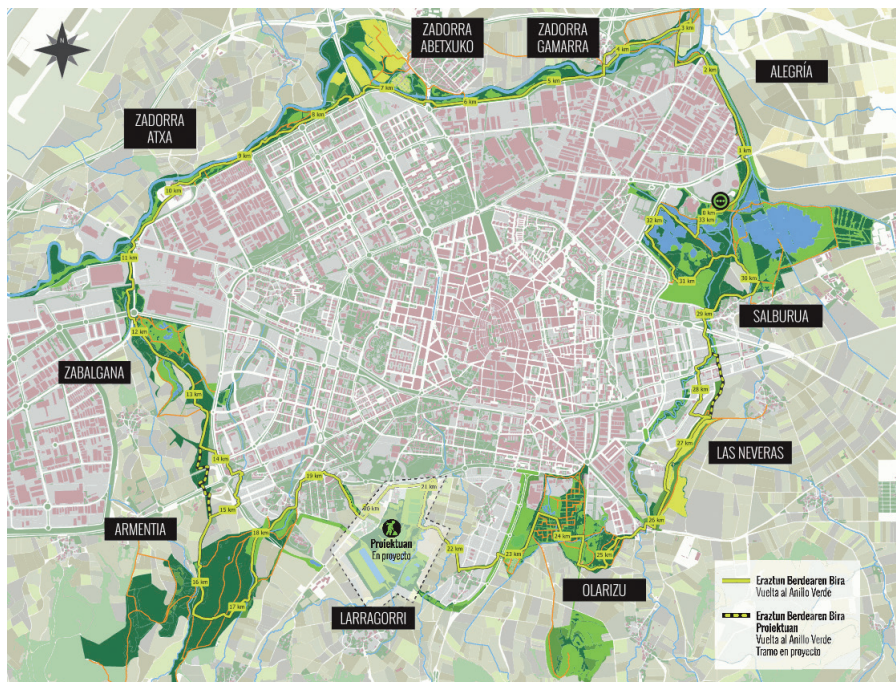 N
ZADORRA
ABETXUKO
ZADORRA
GAMARRA
ALEGRÍA
ZADORRA
ATXA
3 km
4 km
2 km
5 km
6 km
7 km
8 km
9 km
1 km
10 km
11 km
32 km
33 km
31 km
30 km
SALBURUA
29 km
12 km
ZABALGANA
13 km
28 km
27 km
LAS NEVERAS
14 km
15 km
ARMENTIA
19 km
20 km
21 km
18 km
Proiektuan
En proyecto
22 km
23 km
24 km
25 km
26 km
16 km
17 km
OLARIZU
LARRAGORRI
Eraztun Berdearen Bira
Vuelta al Anillo Verde
Eraztun Berdearen Bira
Proiektuan
Vuelta al Anillo Verde
Tramo en proyecto